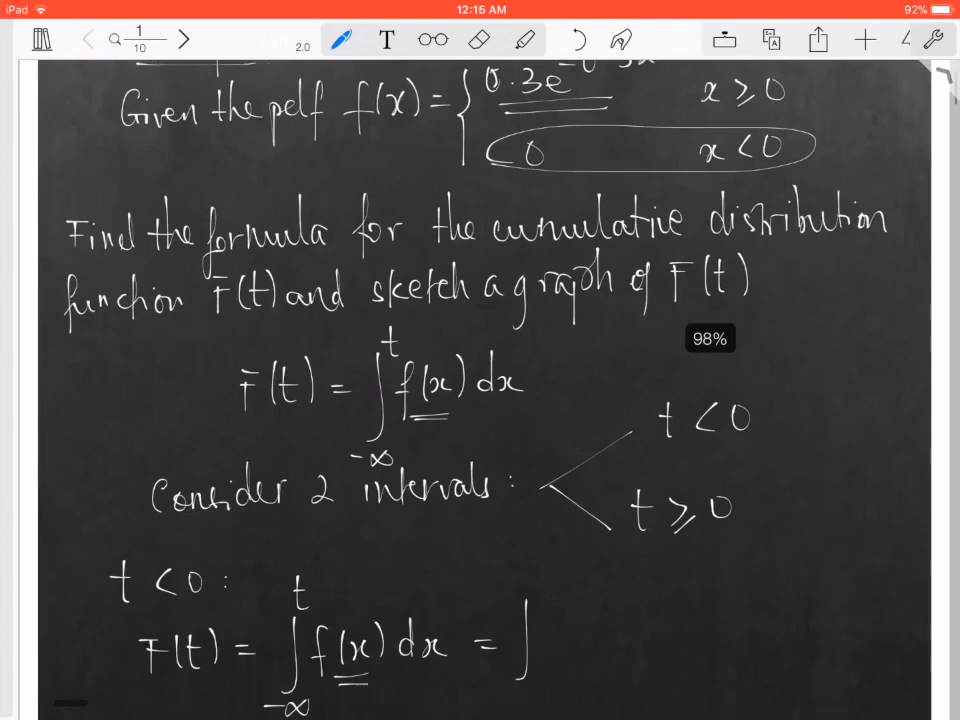 iPad 12:15 AM 92%
1
10
2.0
T
Given the pdf f(x) = { 0.3e^-0.3x x ≥ 0
0 x < 0
Find the formula for the cumulative distribution
function F(t) and sketch a graph of F(t)
98%
F(t) = ∫_{-∞}^{t} f(x) dx
Consider 2 intervals : t < 0
t ≥ 0
t < 0 :
F(t) = ∫_{-∞}^{t} f(x) dx = ∫